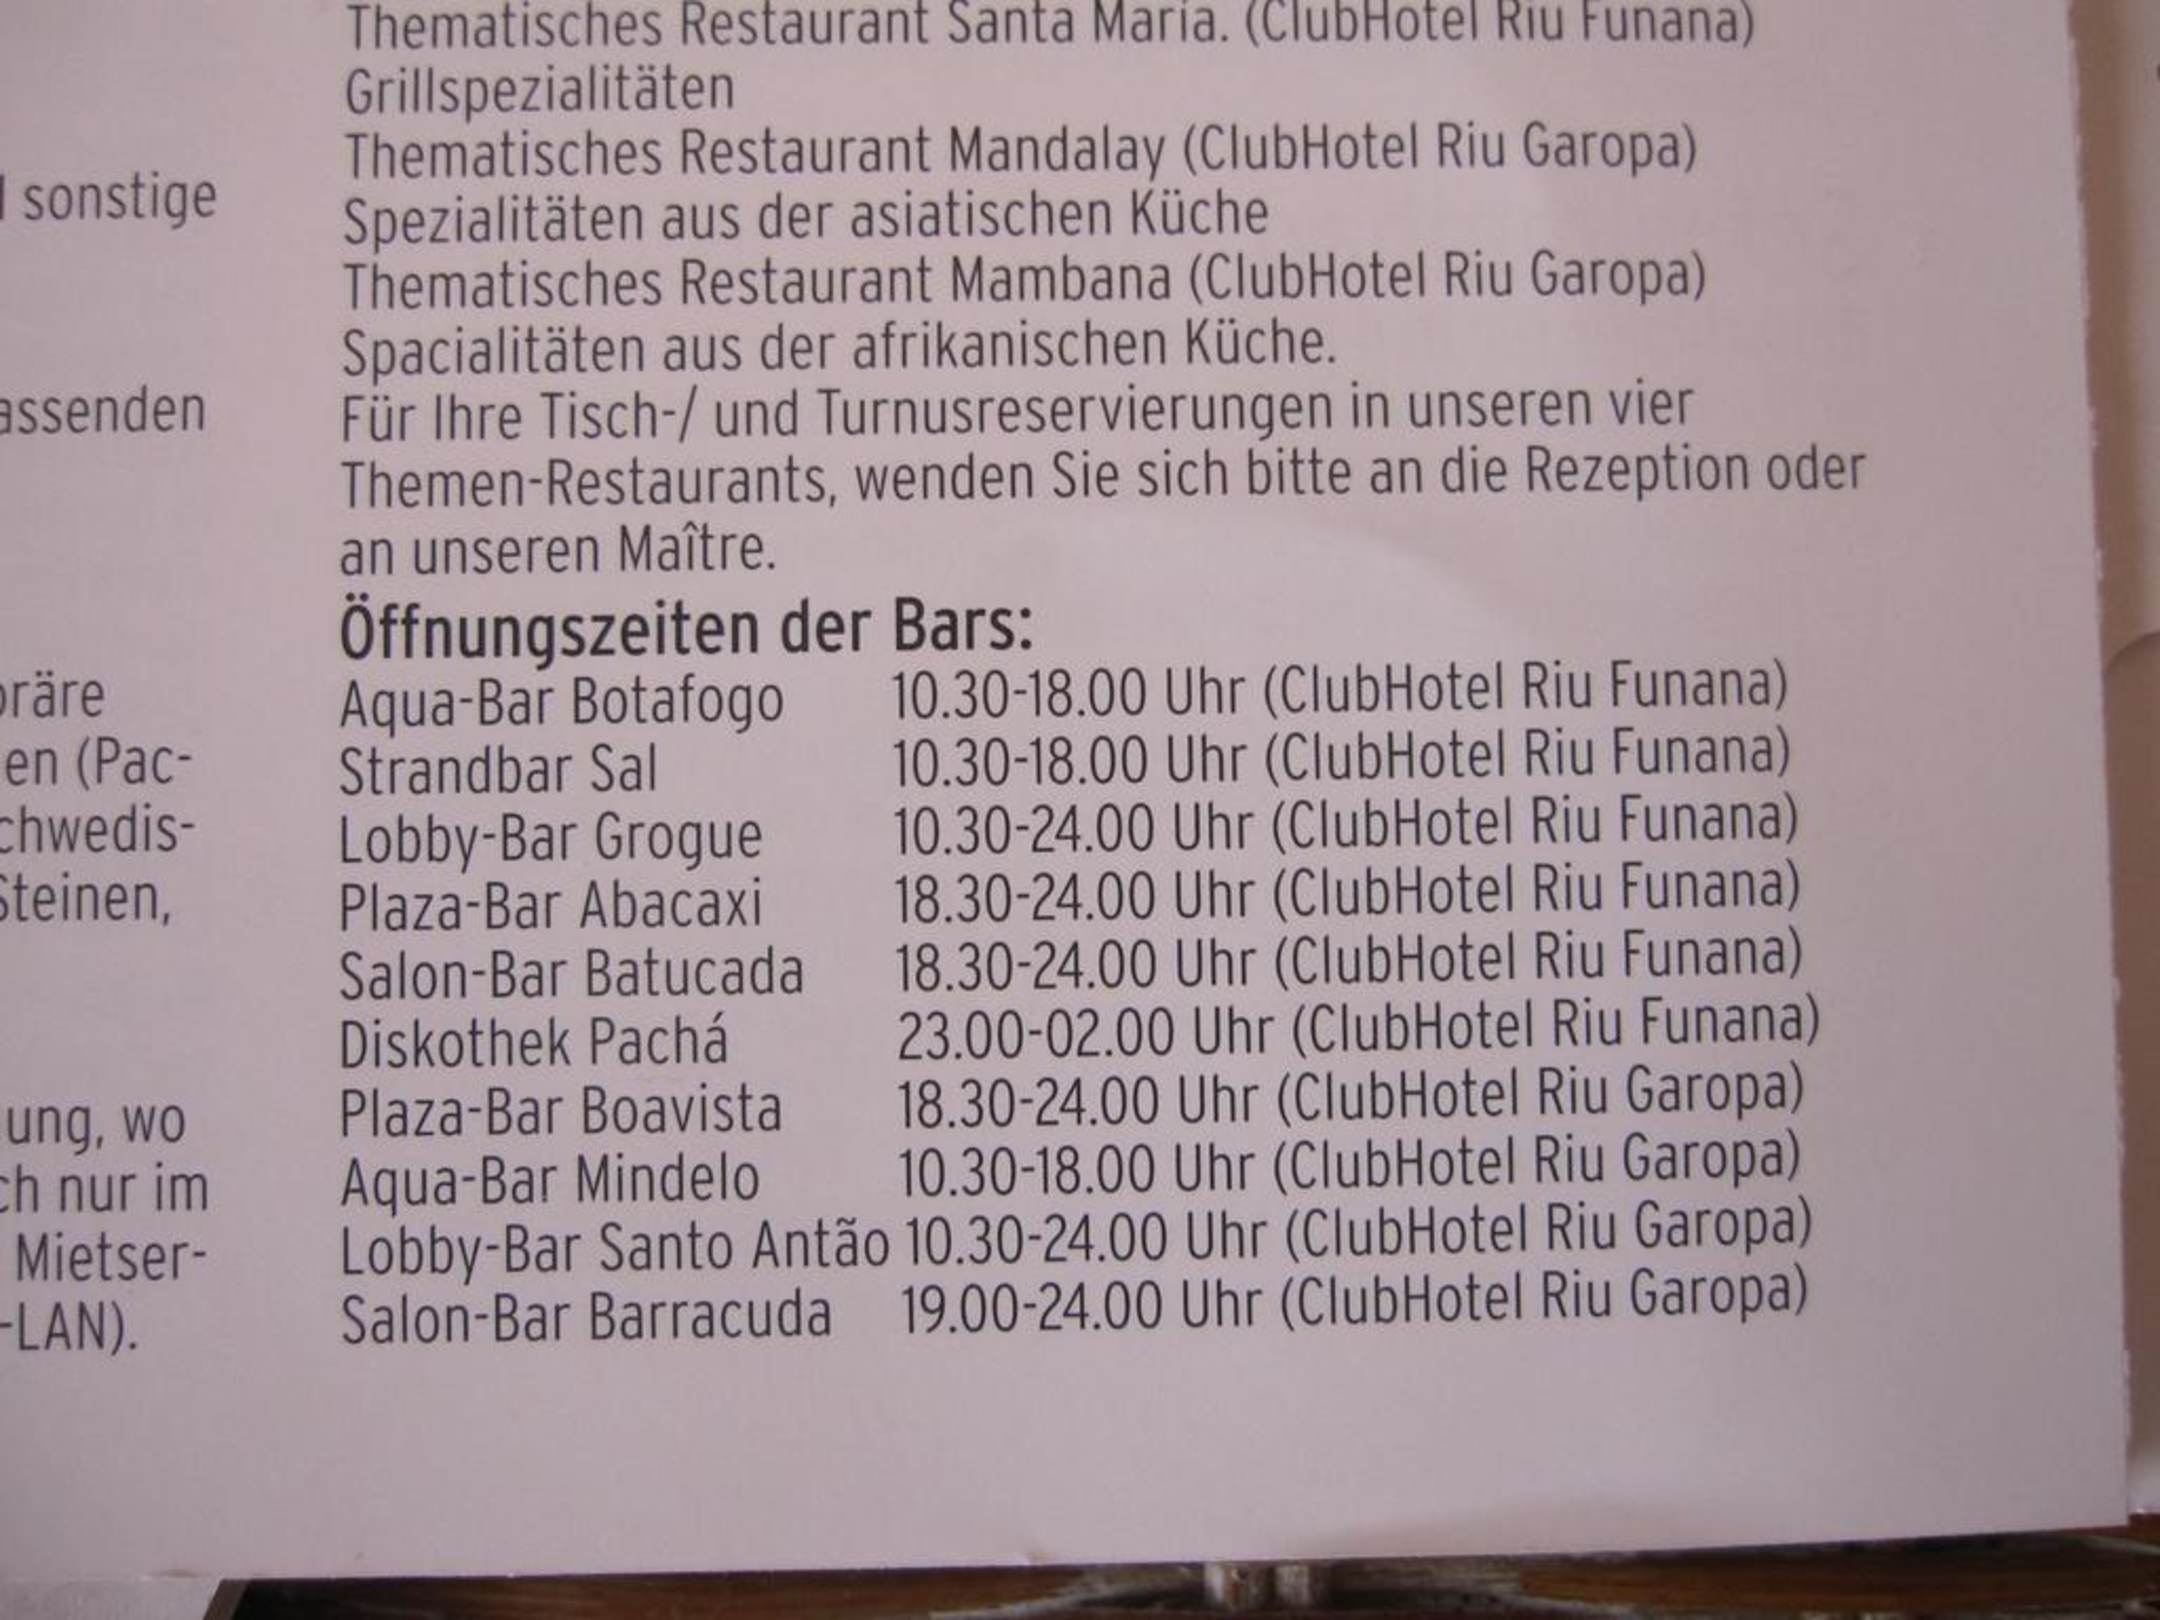 sonstige
assenden
präre
en (Pac-
chwedis-
Steinen,
ung, wo
ch nur im
Mietser-
-LAN).
Thematisches Restaurant Santa Maria. (ClubHotel Riu Funana)
Grillspezialitäten
Thematisches Restaurant Mandalay (ClubHotel Riu Garopa)
Spezialitäten aus der asiatischen Küche
Thematisches Restaurant Mambana (ClubHotel Riu Garopa)
Spacialitäten aus der afrikanischen Küche.
Für Ihre Tisch-/ und Turnusreservierungen in unseren vier
Themen-Restaurants, wenden Sie sich bitte an die Rezeption oder
an unseren Maître.
Öffnungszeiten der Bars:
Aqua-Bar Botafogo 10.30-18.00 Uhr (ClubHotel Riu Funana)
Strandbar Sal 10.30-18.00 Uhr (ClubHotel Riu Funana)
Lobby-Bar Grogue 10.30-24.00 Uhr (ClubHotel Riu Funana)
Plaza-Bar Abacaxi 18.30-24.00 Uhr (ClubHotel Riu Funana)
Salon-Bar Batucada 18.30-24.00 Uhr (ClubHotel Riu Funana)
Diskothek Pachá 23.00-02.00 Uhr (ClubHotel Riu Funana)
Plaza-Bar Boavista 18.30-24.00 Uhr (ClubHotel Riu Garopa)
Aqua-Bar Mindelo 10.30-18.00 Uhr (ClubHotel Riu Garopa)
Lobby-Bar Santo Antão 10.30-24.00 Uhr (ClubHotel Riu Garopa)
Salon-Bar Barracuda 19.00-24.00 Uhr (ClubHotel Riu Garopa)